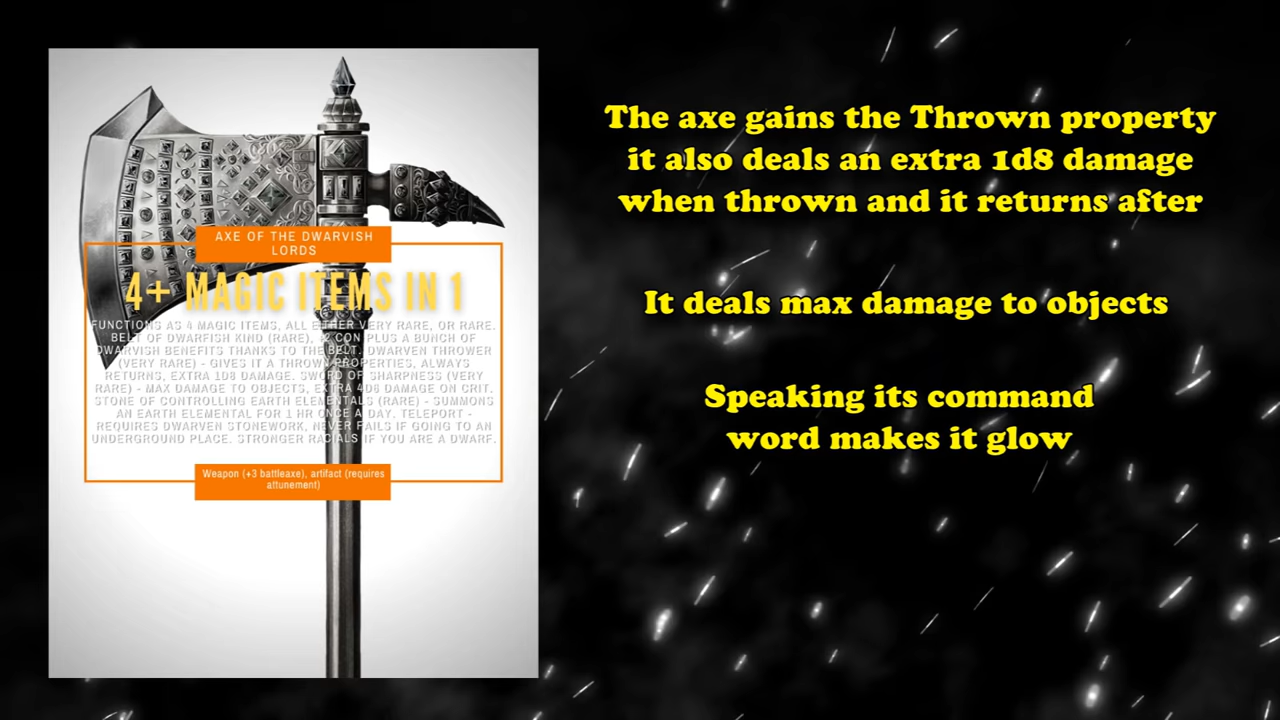 AXE OF THE DWARVISH
LORDS
4+ MAGIC ITEMS IN 1
FUNCTIONS AS 4 MAGIC ITEMS, ALL EITHER VERY RARE, OR RARE.
BELT OF DWARFISH KIND (RARE), +2 CON PLUS A BUNCH OF
DWARVISH BENEFITS THANKS TO THE BELT. DWARVEN THROWER
(VERY RARE) - GIVES IT A THROWN PROPERTIES, ALWAYS
RETURNS, EXTRA 1D8 DAMAGE. SWORD OF SHARPNESS (VERY
RARE) - MAX DAMAGE TO OBJECTS, EXTRA 4D8 DAMAGE ON CRIT.
STONE OF CONTROLLING EARTH ELEMENTALS (RARE) - SUMMONS
AN EARTH ELEMENTAL FOR 1 HR ONCE A DAY. TELEPORT -
REQUIRES DWARVEN STONEWORK, NEVER FAILS IF GOING TO AN
UNDERGROUND PLACE. STRONGER RACIALS IF YOU ARE A DWARF.
Weapon (+3 battleaxe), artifact (requires
attunement)
The axe gains the Thrown property
it also deals an extra 1d8 damage
when thrown and it returns after
It deals max damage to objects
Speaking its command
word makes it glow